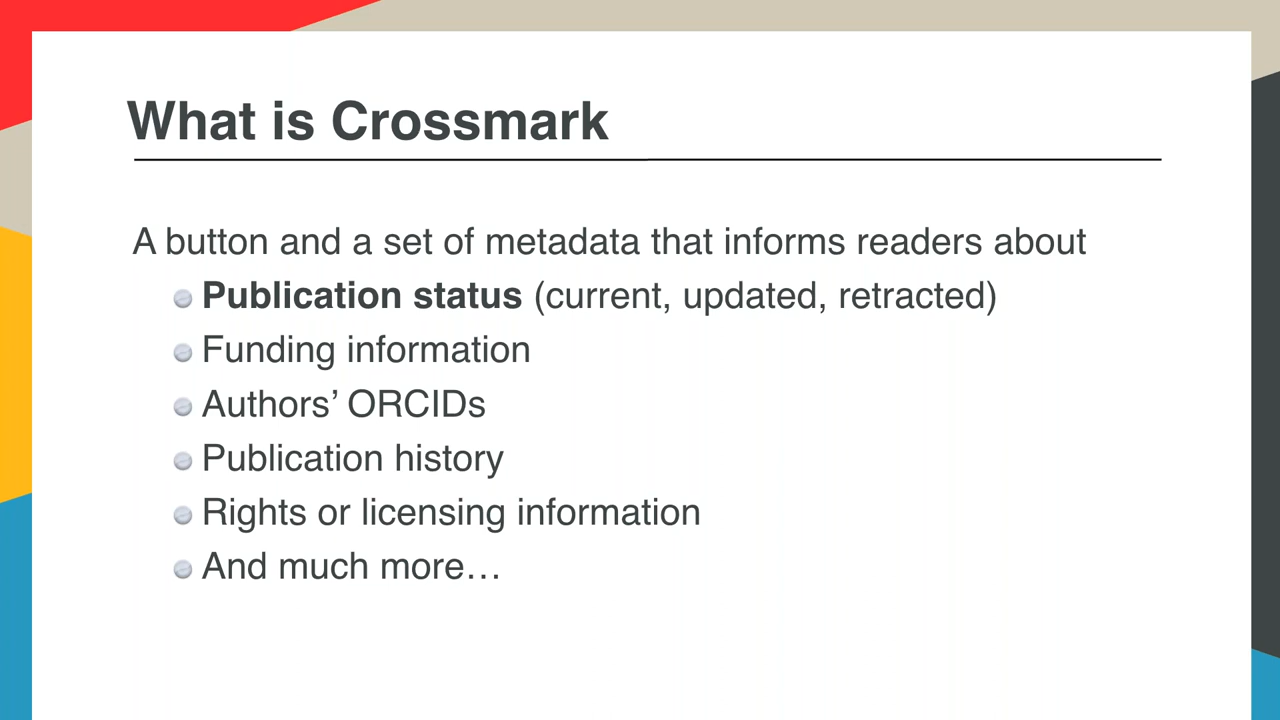 What is Crossmark
A button and a set of metadata that informs readers about
Publication status (current, updated, retracted)
Funding information
Authors’ ORCIDs
Publication history
Rights or licensing information
And much more…